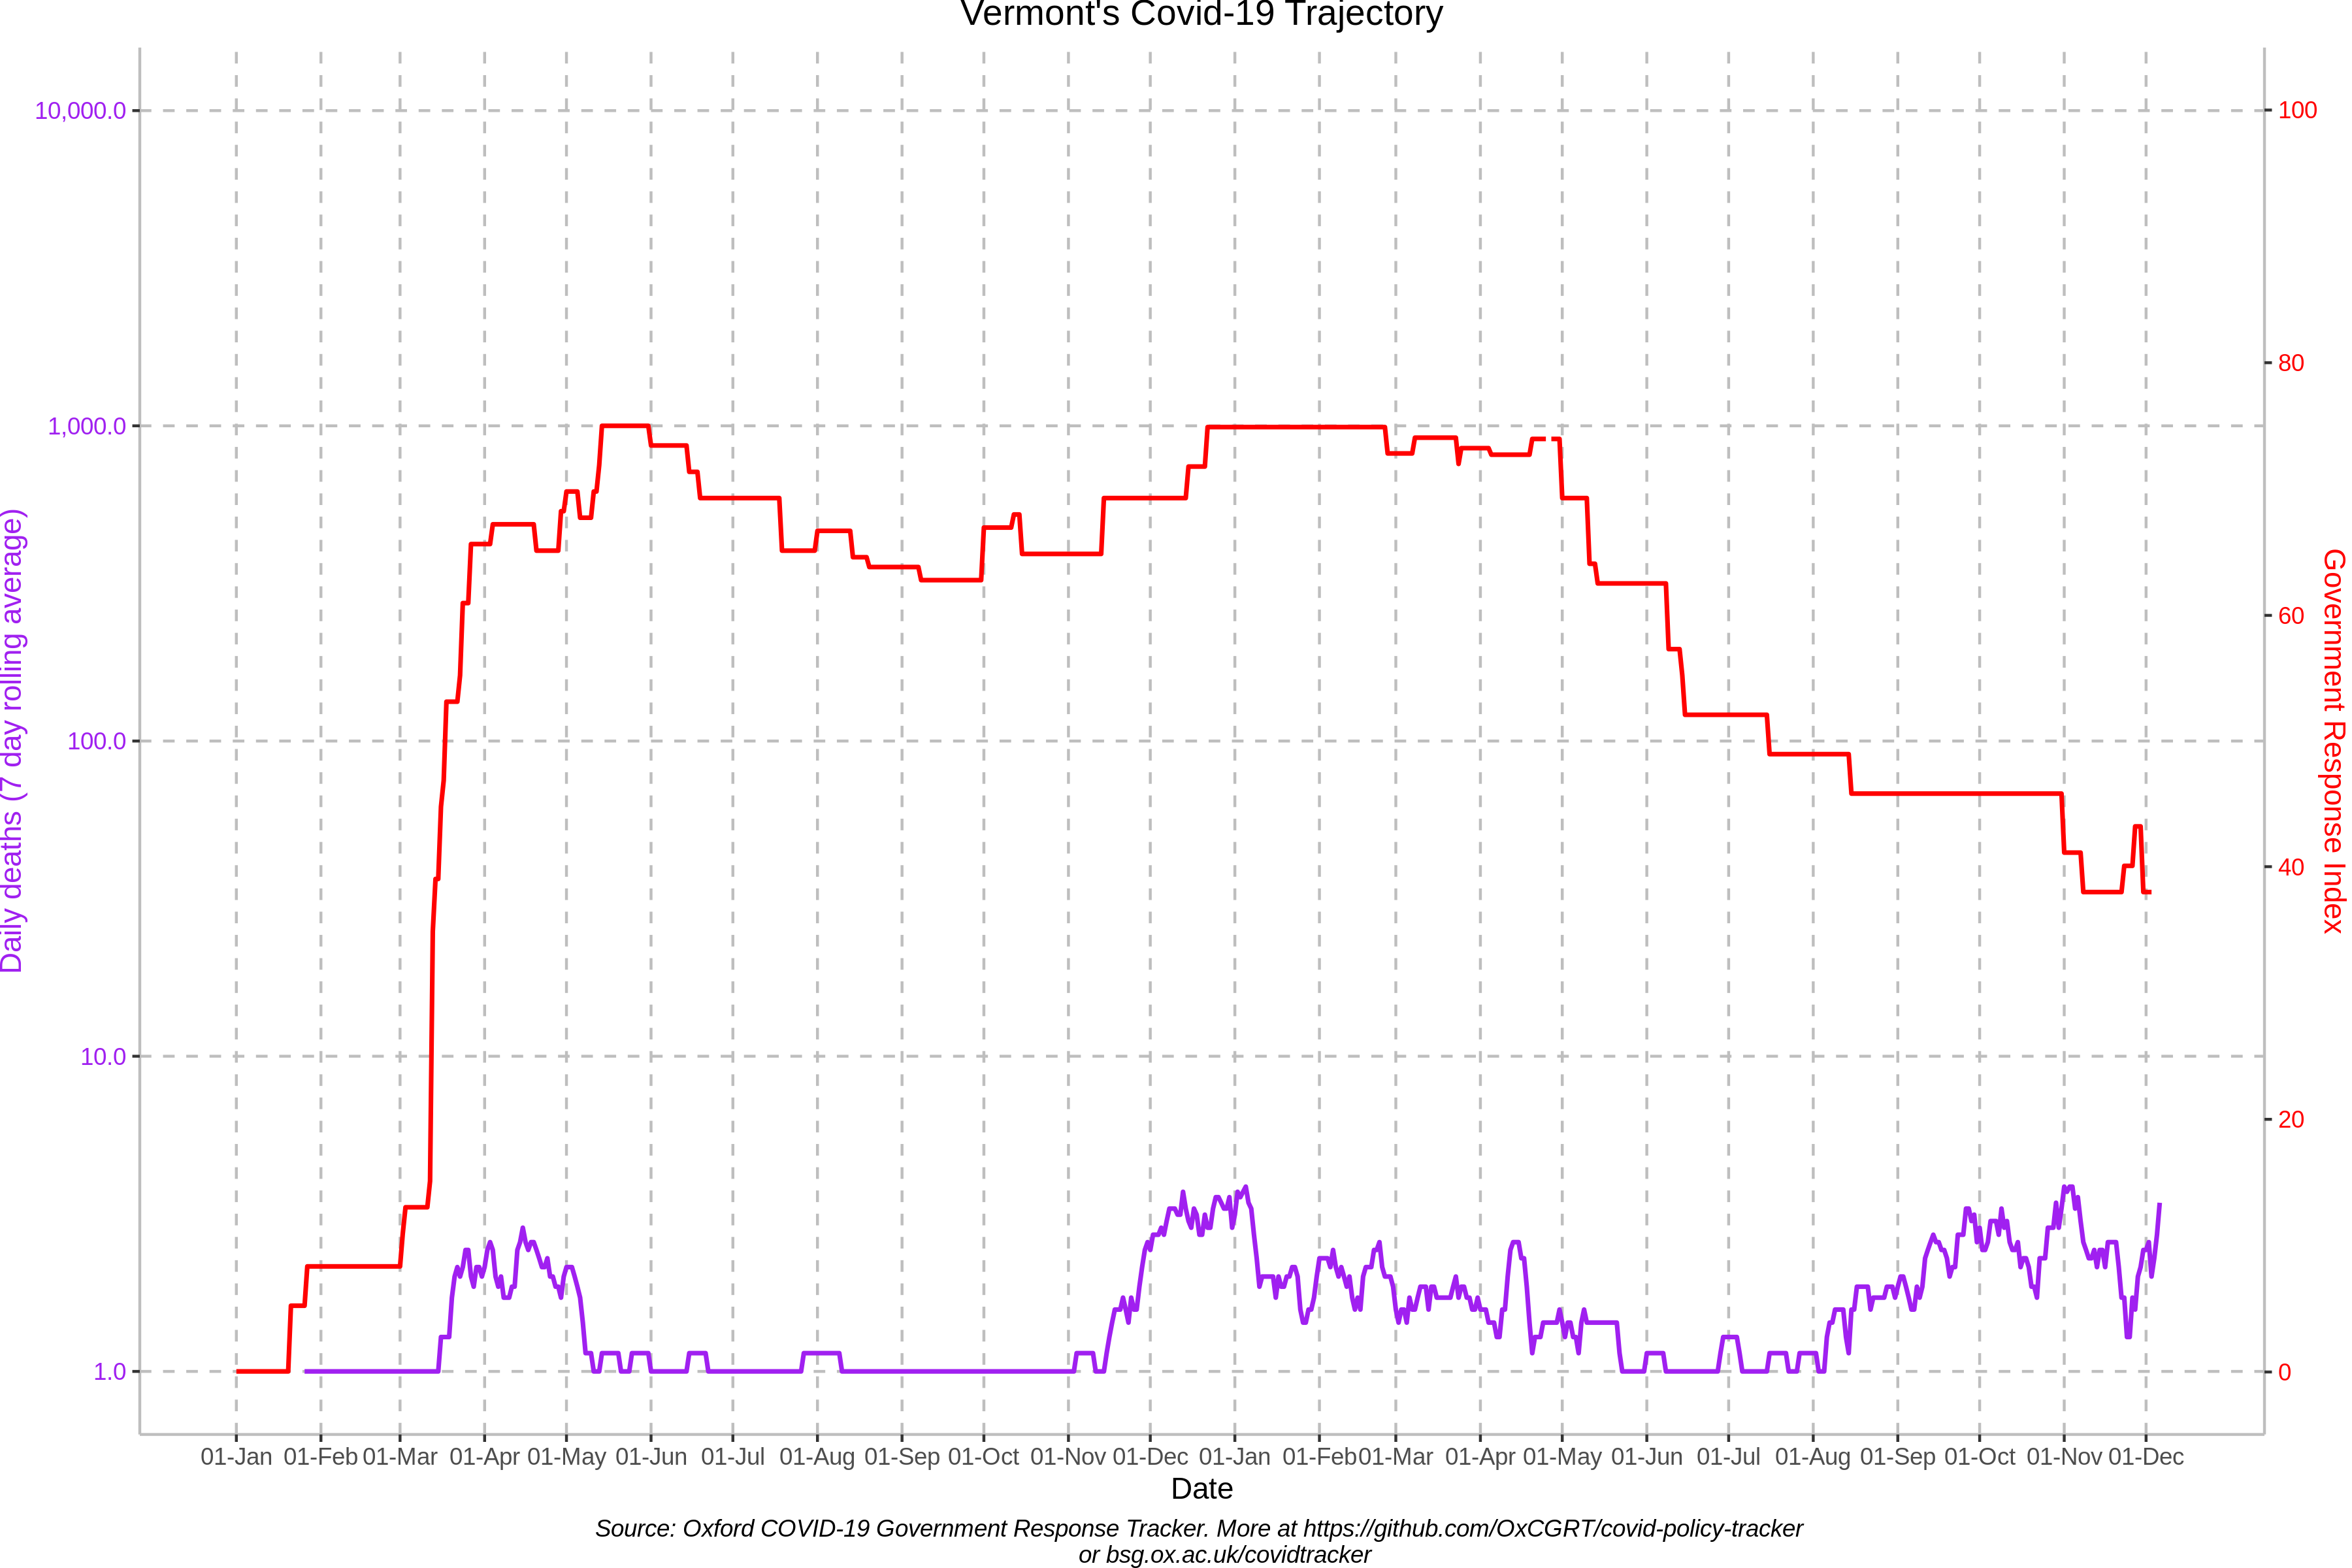 Vermont's Covid-19 Trajectory
10,000.0
1,000.0
100.0
10.0
1.0
Daily deaths (7 day rolling average)
100
80
60
40
20
0
Government Response Index
01-Jan 01-Feb 01-Mar 01-Apr 01-May 01-Jun 01-Jul 01-Aug 01-Sep 01-Oct 01-Nov 01-Dec 01-Jan 01-Feb 01-Mar 01-Apr 01-May 01-Jun 01-Jul 01-Aug 01-Sep 01-Oct 01-Nov 01-Dec
Date
Source: Oxford COVID-19 Government Response Tracker. More at https://github.com/OxCGRT/covid-policy-tracker
or bsg.ox.ac.uk/covidtracker